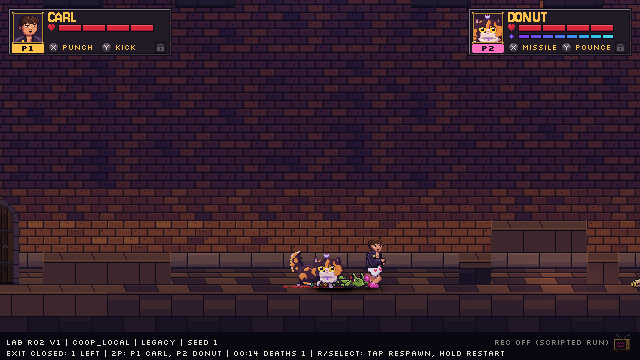 CARL
P1
X PUNCH Y KICK
DONUT
P2
X MISSILE Y POUNCE
LAB R02 V1 | COOP_LOCAL | LEGACY | SEED 1
REC OFF (SCRIPTED RUN)
EXIT CLOSED: 1 LEFT | 2P: P1 CARL, P2 DONUT | 00:14 DEATHS 1 | R/SELECT: TAP RESPAWN, HOLD RESTART